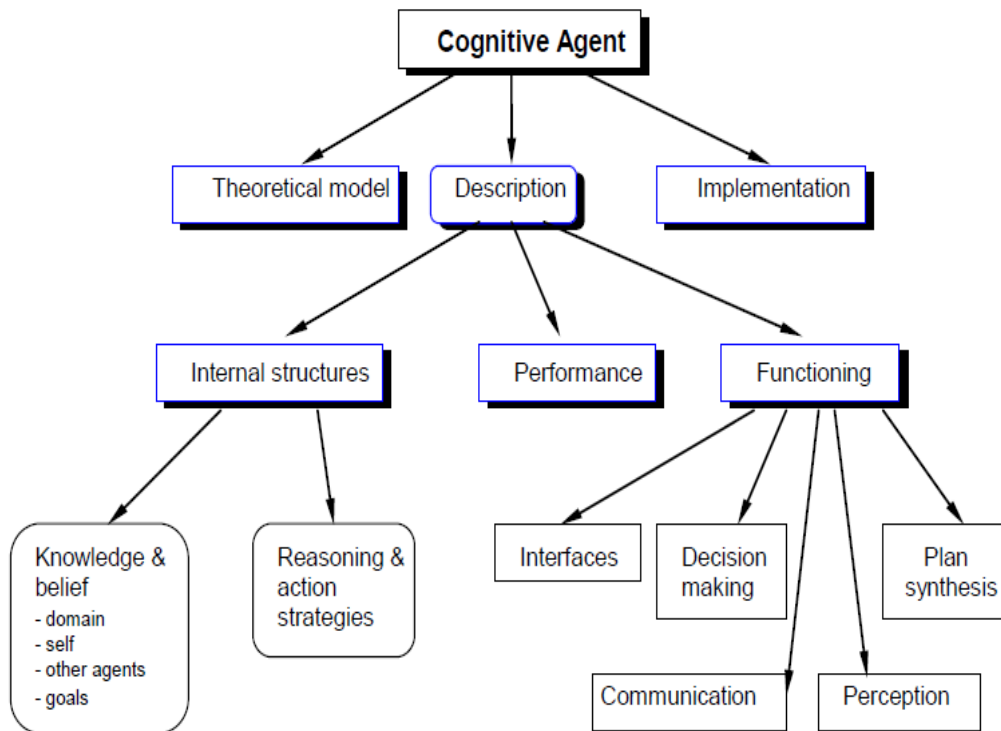 Cognitive Agent
Theoretical model
Description
Implementation
Internal structures
Performance
Functioning
Knowledge &
belief
- domain
- self
- other agents
- goals
Reasoning &
action
strategies
Interfaces
Decision
making
Plan
synthesis
Communication
Perception